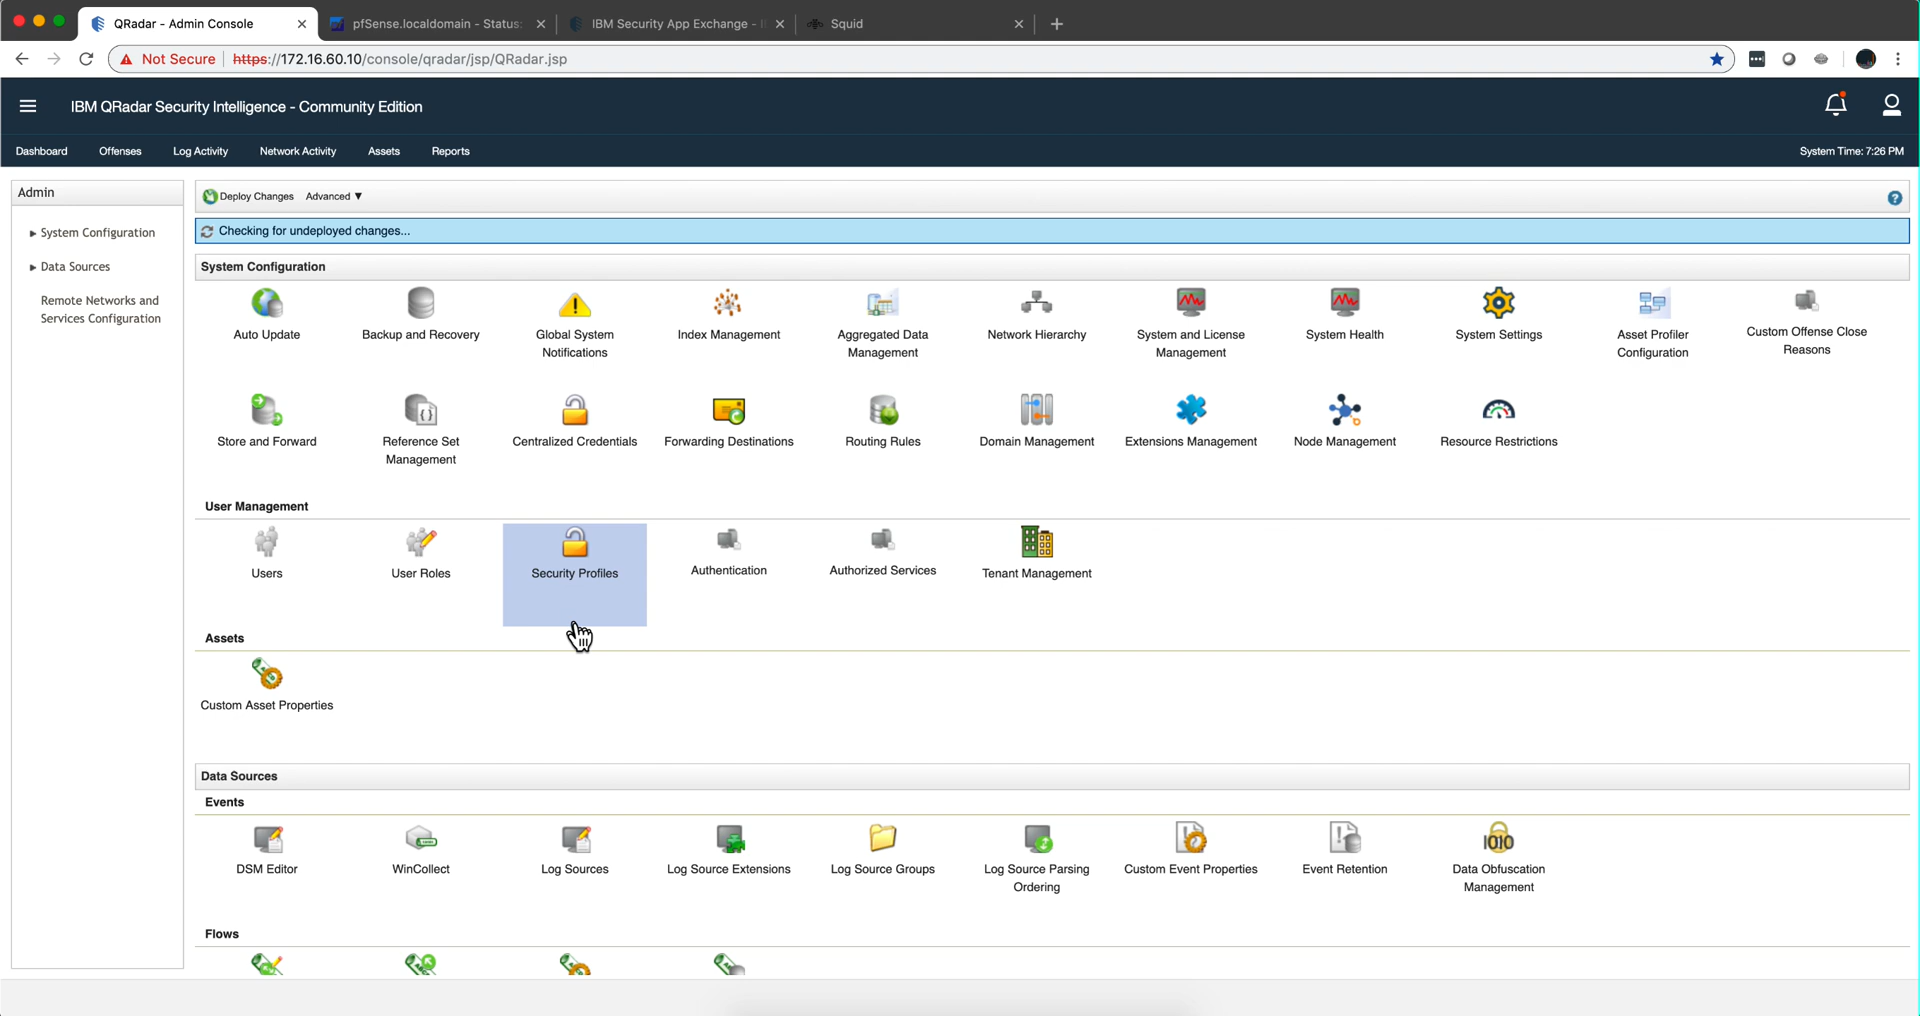 QRadar - Admin Console
pfSense.localdomain - Status:
IBM Security App Exchange - I
Squid
Not Secure
https://172.16.60.10/console/qradar/jsp/QRadar.jsp
IBM QRadar Security Intelligence - Community Edition
Dashboard Offenses Log Activity Network Activity Assets Reports
System Time: 7:26 PM
Admin
System Configuration
Data Sources
Remote Networks and
Services Configuration
Deploy Changes Advanced ▼
?
Checking for undeployed changes...
System Configuration
Auto Update
Backup and Recovery
Global System
Notifications
Index Management
Aggregated Data
Management
Network Hierarchy
System and License
Management
System Health
System Settings
Asset Profiler
Configuration
Custom Offense Close
Reasons
Store and Forward
Reference Set
Management
Centralized Credentials
Forwarding Destinations
Routing Rules
Domain Management
Extensions Management
Node Management
Resource Restrictions
User Management
Users
User Roles
Security Profiles
Authentication
Authorized Services
Tenant Management
Assets
Custom Asset Properties
Data Sources
Events
DSM Editor
WinCollect
Log Sources
Log Source Extensions
Log Source Groups
Log Source Parsing
Ordering
Custom Event Properties
Event Retention
1010
Data Obfuscation
Management
Flows